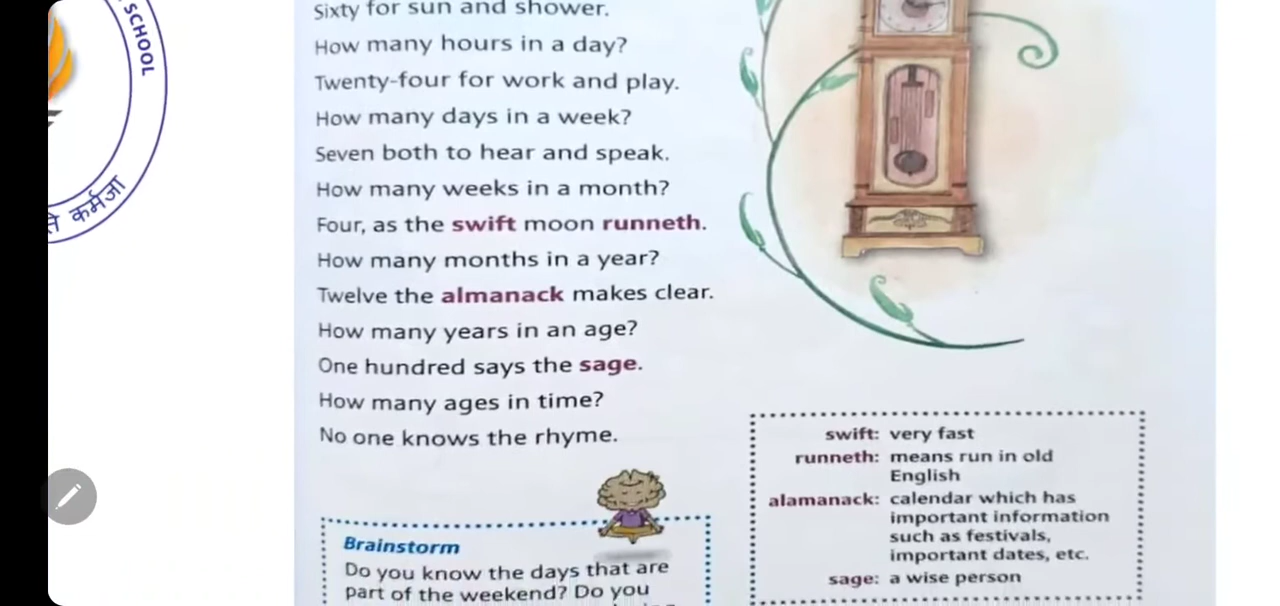 SCHOOL
कर्मजा
Sixty for sun and shower.
How many hours in a day?
Twenty-four for work and play.
How many days in a week?
Seven both to hear and speak.
How many weeks in a month?
Four, as the swift moon runneth.
How many months in a year?
Twelve the almanack makes clear.
How many years in an age?
One hundred says the sage.
How many ages in time?
No one knows the rhyme.
swift: very fast
runneth: means run in old
English
alamanack: calendar which has
important information
such as festivals,
important dates, etc.
sage: a wise person
Brainstorm
Do you know the days that are
part of the weekend? Do you